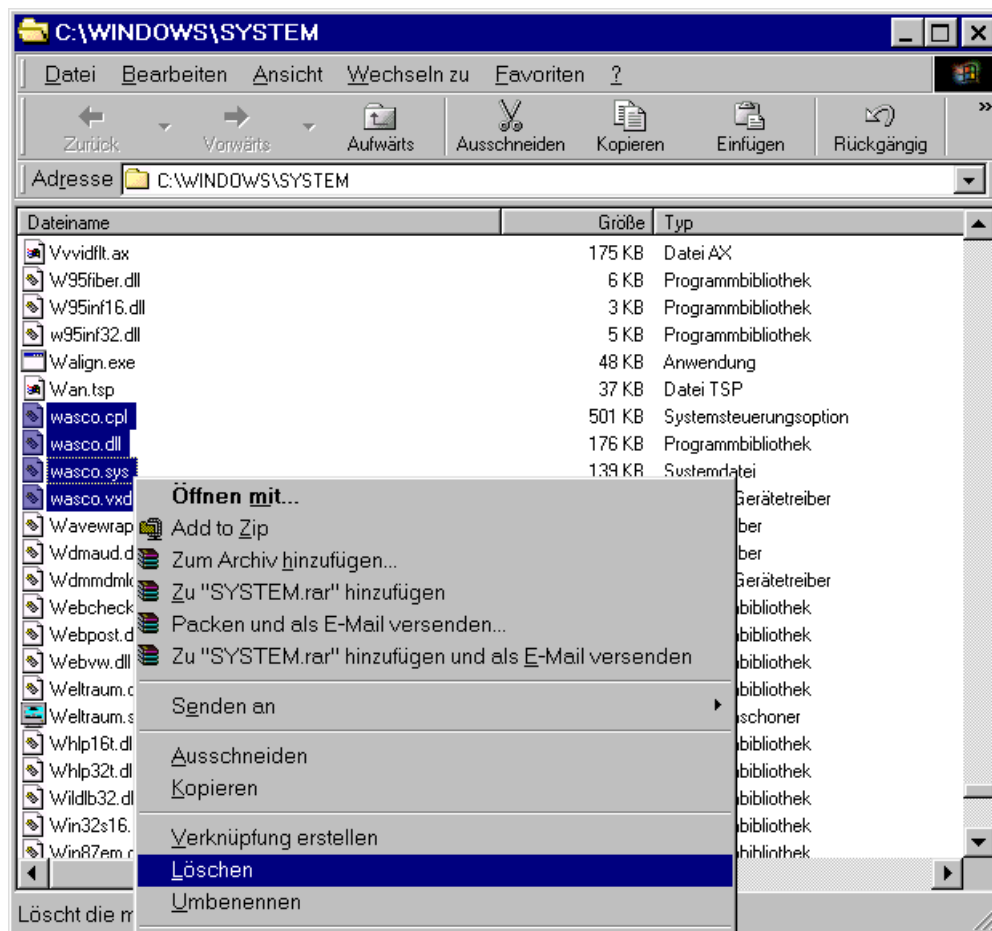 C:\WINDOWS\SYSTEM
Datei Bearbeiten Ansicht Wechseln zu Favoriten ?
Zurück Vorwärts Aufwärts Ausschneiden Kopieren Einfügen Rückgängig »
Adresse C:\WINDOWS\SYSTEM
Dateiname Größe Typ
Vvvidflt.ax 175 KB Datei AX
W95fiber.dll 6 KB Programmbibliothek
W95inf16.dll 3 KB Programmbibliothek
w95inf32.dll 5 KB Programmbibliothek
Walign.exe 48 KB Anwendung
Wan.tsp 37 KB Datei TSP
wasco.cpl 501 KB Systemsteuerungsoption
wasco.dll 176 KB Programmbibliothek
wasco.sys 139 KB Systemdatei
wasco.vxd Gerätetreiber
Wavewrap ber
Wdmaud.d ber
Wdmmdmlo Gerätetreiber
Webcheck bibliothek
Webpost.d bibliothek
Webvw.dll bibliothek
Weltraum.d bibliothek
Weltraum.s schoner
Whlp16t.dl bibliothek
Whlp32t.dl bibliothek
Wildlb32.dl bibliothek
Win32s16. bibliothek
Win87em.d bibliothek
Öffnen mit...
Add to Zip
Zum Archiv hinzufügen...
Zu "SYSTEM.rar" hinzufügen
Packen und als E-Mail versenden...
Zu "SYSTEM.rar" hinzufügen und als E-Mail versenden
Senden an
Ausschneiden
Kopieren
Verknüpfung erstellen
Löschen
Umbenennen
Löscht die m